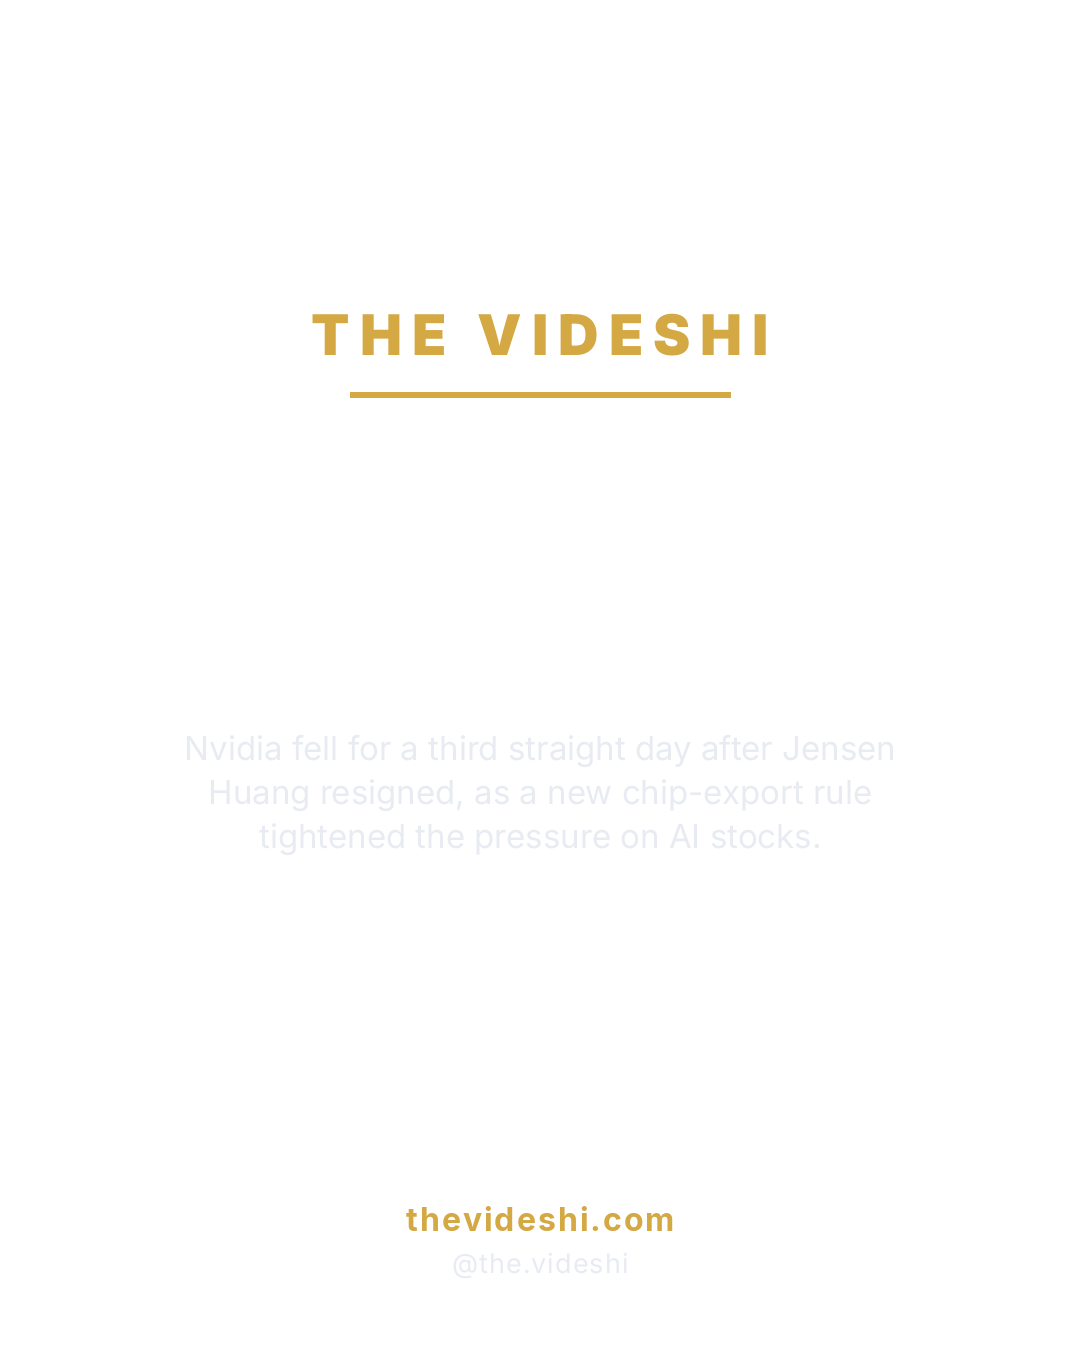 THE VIDESHI
Nvidia fell for a third straight day after Jensen
Huang resigned, as a new chip-export rule
tightened the pressure on AI stocks.
thevideshi.com
@the.videshi